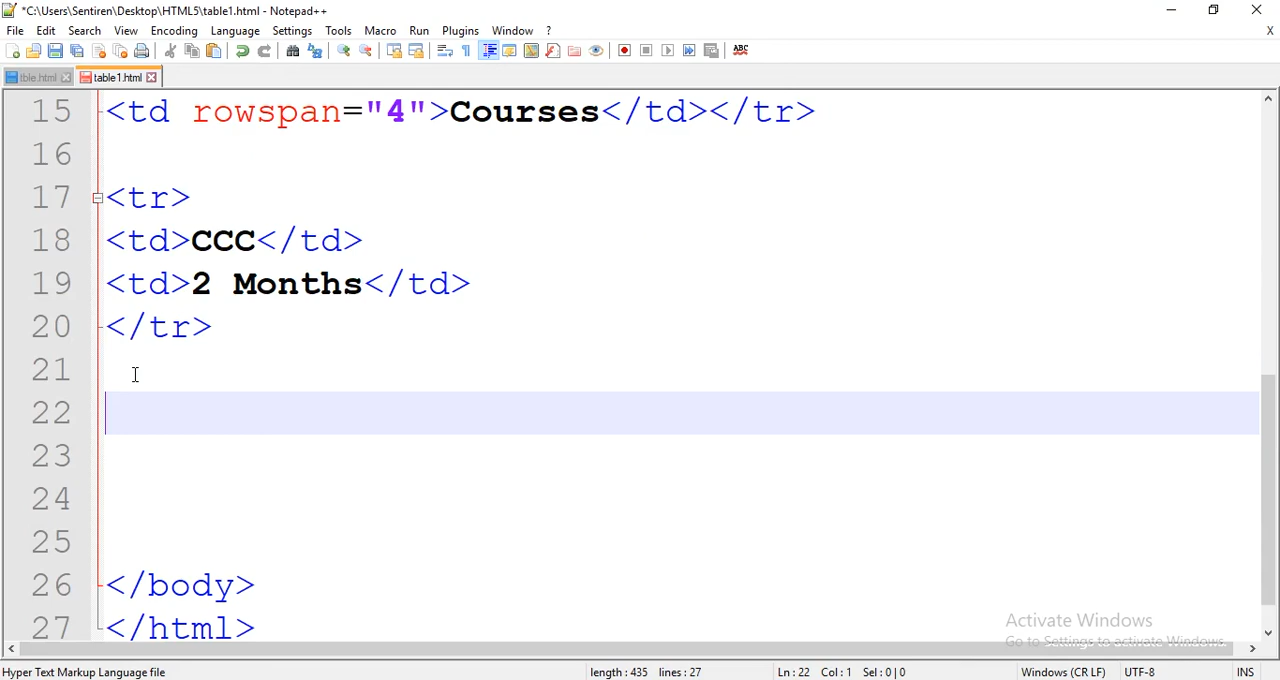 *C:\Users\Sentiren\Desktop\HTML5\table1.html - Notepad++
File Edit Search View Encoding Language Settings Tools Macro Run Plugins Window ? X
ABC
tble.html table1.html
15 <td rowspan="4">Courses</td></tr>
16
17 <tr>
18 <td>CCC</td>
19 <td>2 Months</td>
20 </tr>
21
22
23
24
25
26 </body>
27 </html>
Activate Windows
Go to Settings to activate Windows.
Hyper Text Markup Language file length : 435 lines : 27 Ln : 22 Col : 1 Sel : 0 | 0 Windows (CR LF) UTF-8 INS